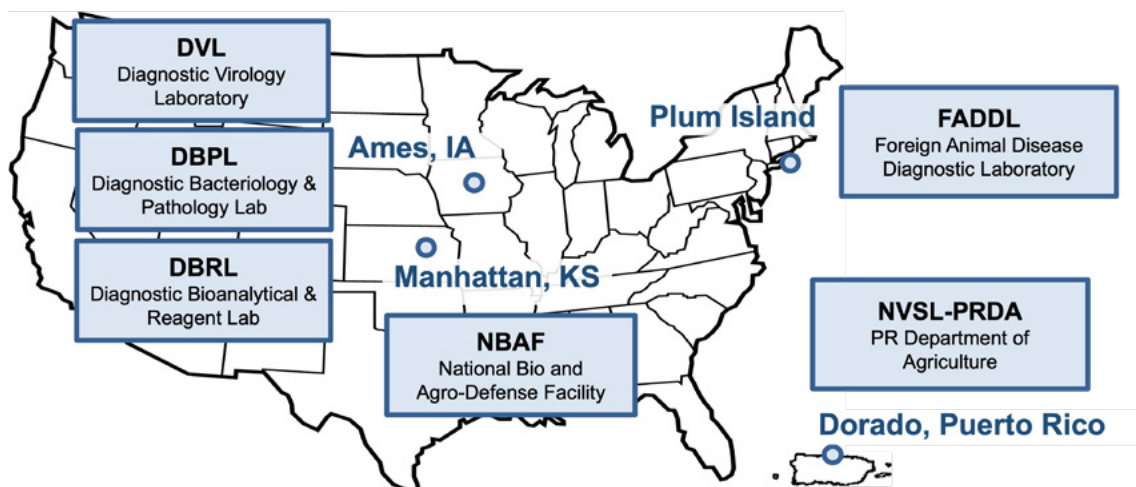 DVL
Diagnostic Virology
Laboratory
DBPL
Diagnostic Bacteriology &
Pathology Lab
DBRL
Diagnostic Bioanalytical &
Reagent Lab
Ames, IA
Manhattan, KS
NBAF
National Bio and
Agro-Defense Facility
Plum Island
FADDL
Foreign Animal Disease
Diagnostic Laboratory
NVSL-PRDA
PR Department of
Agriculture
Dorado, Puerto Rico